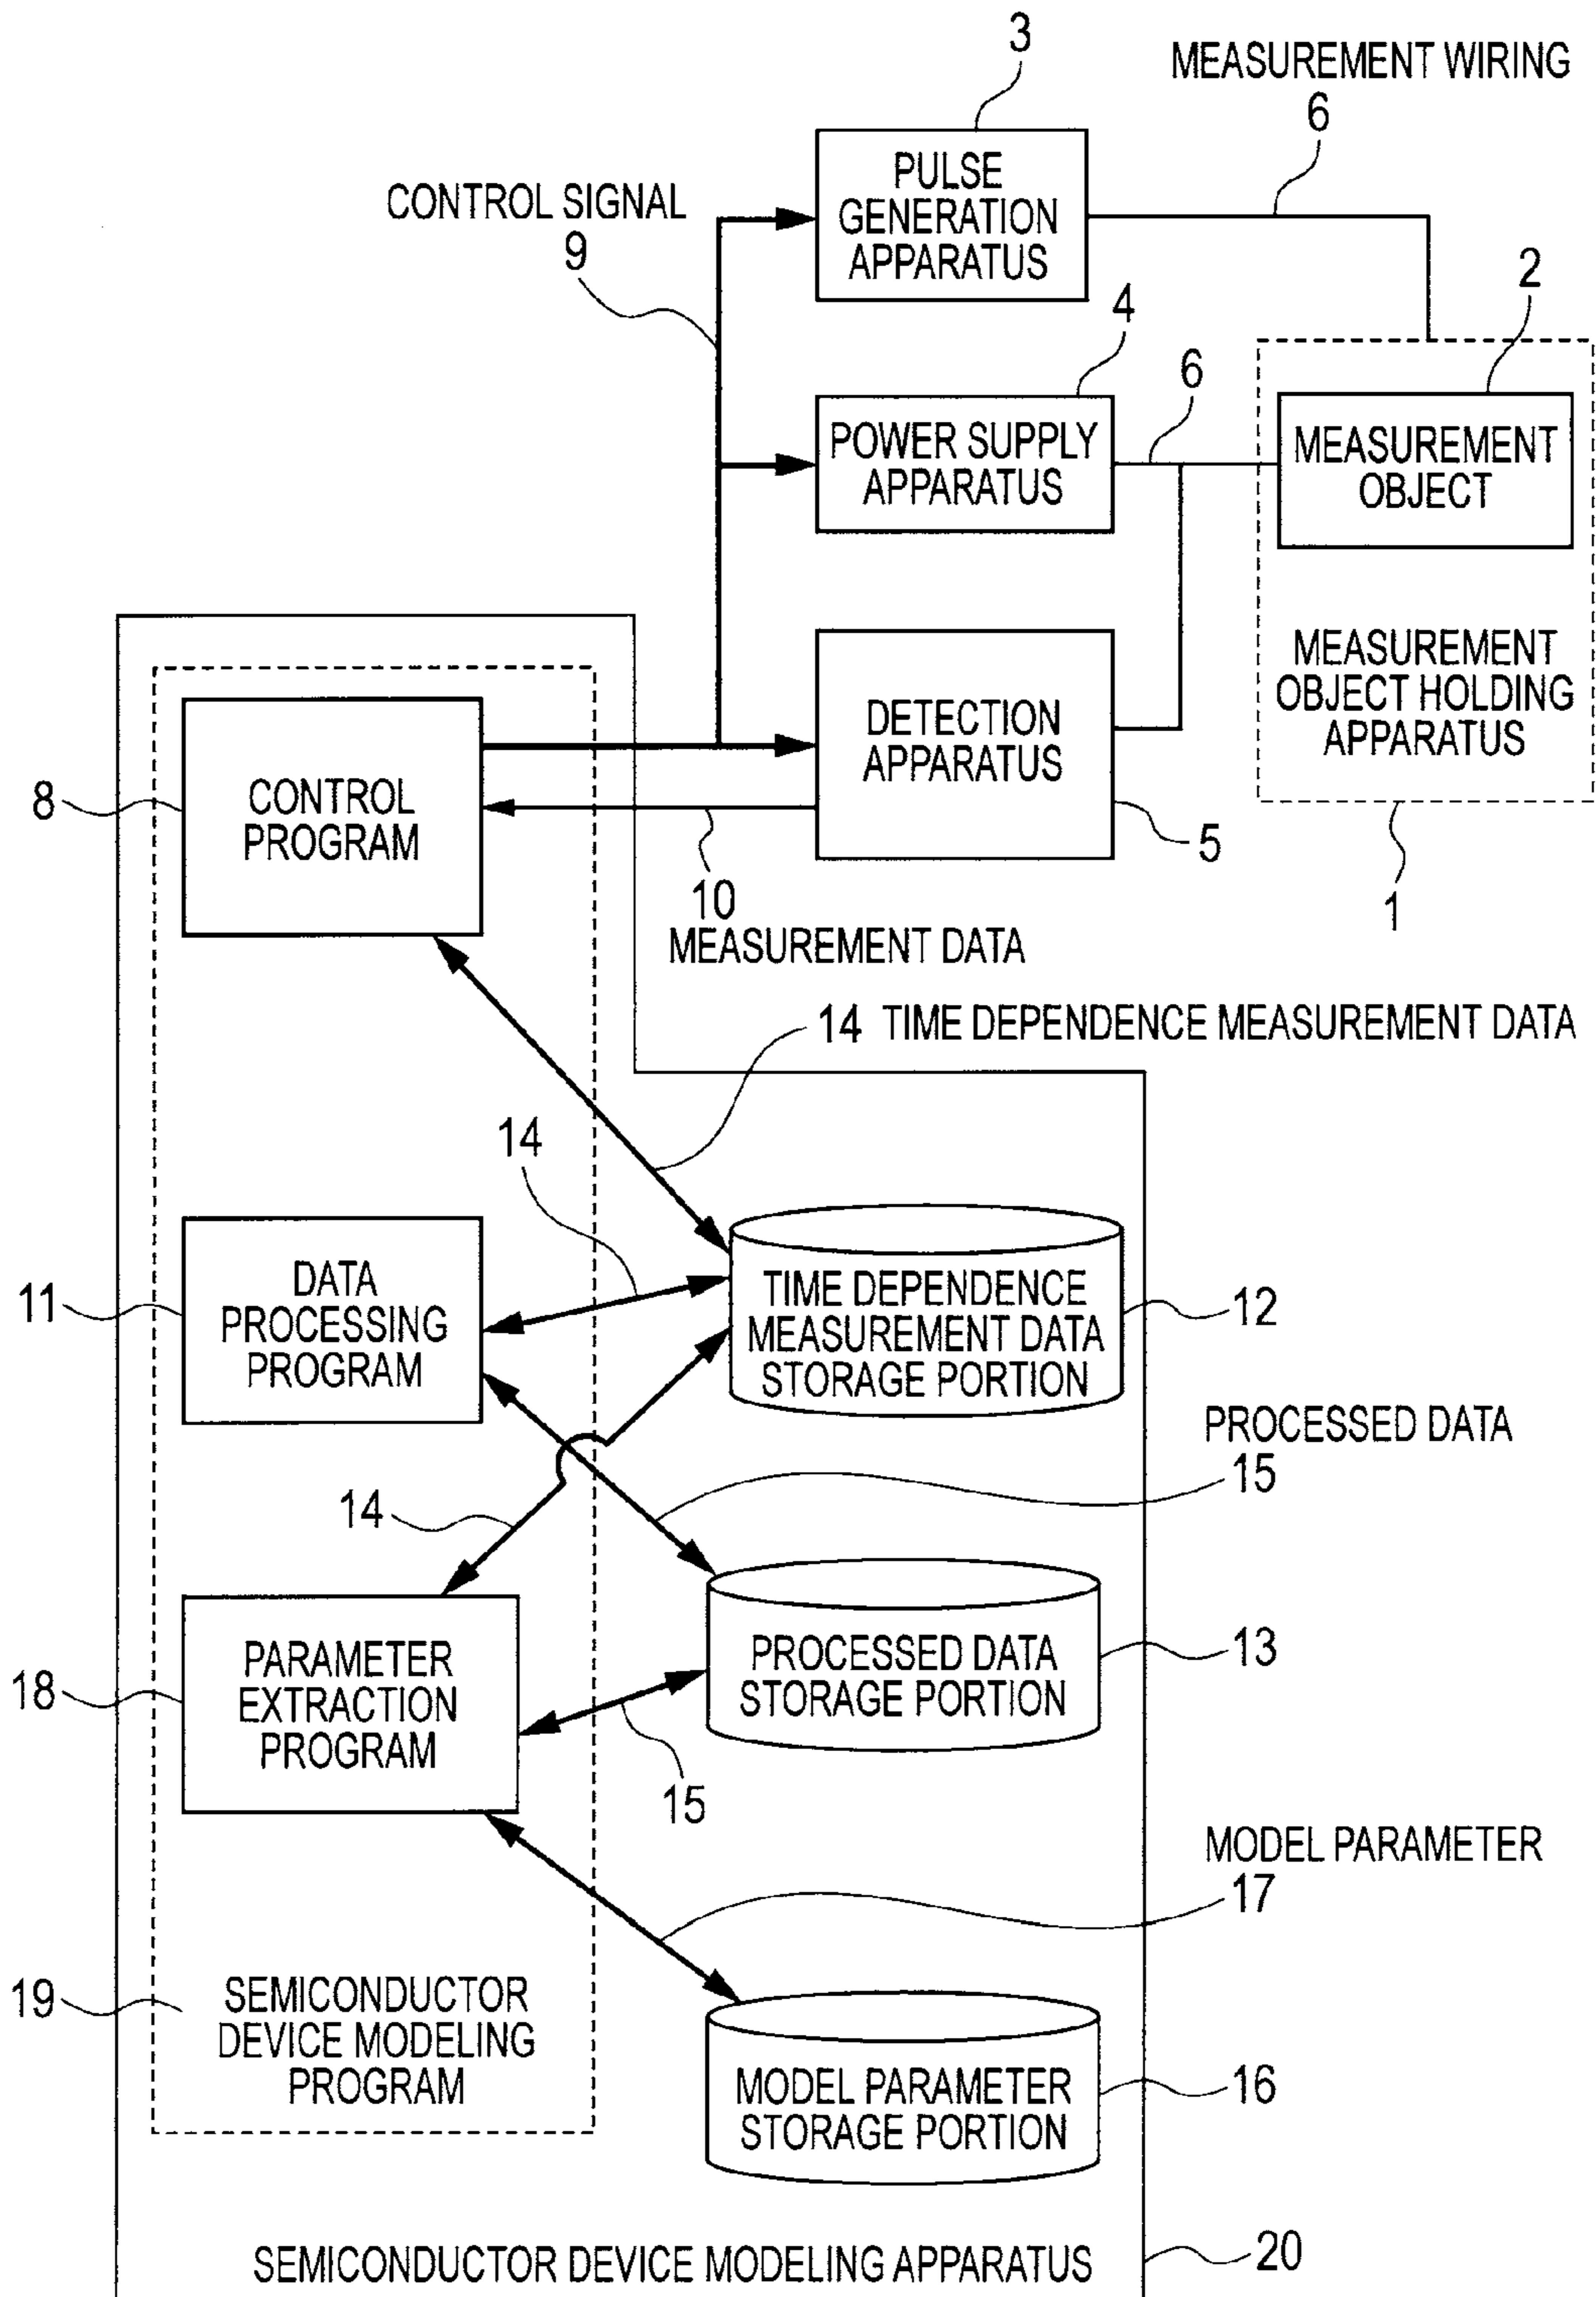 3
MEASUREMENT WIRING
6
PULSE
GENERATION
APPARATUS
CONTROL SIGNAL
9
2
4
6
POWER SUPPLY
APPARATUS
MEASUREMENT
OBJECT
MEASUREMENT
OBJECT HOLDING
APPARATUS
DETECTION
APPARATUS
8
CONTROL
PROGRAM
5
10
MEASUREMENT DATA
1
14 TIME DEPENDENCE MEASUREMENT DATA
14
11
DATA
PROCESSING
PROGRAM
TIME DEPENDENCE
MEASUREMENT DATA
STORAGE PORTION
12
PROCESSED DATA
15
14
18
PARAMETER
EXTRACTION
PROGRAM
PROCESSED DATA
STORAGE PORTION
13
15
MODEL PARAMETER
17
19
SEMICONDUCTOR
DEVICE MODELING
PROGRAM
MODEL PARAMETER
STORAGE PORTION
16
SEMICONDUCTOR DEVICE MODELING APPARATUS
20